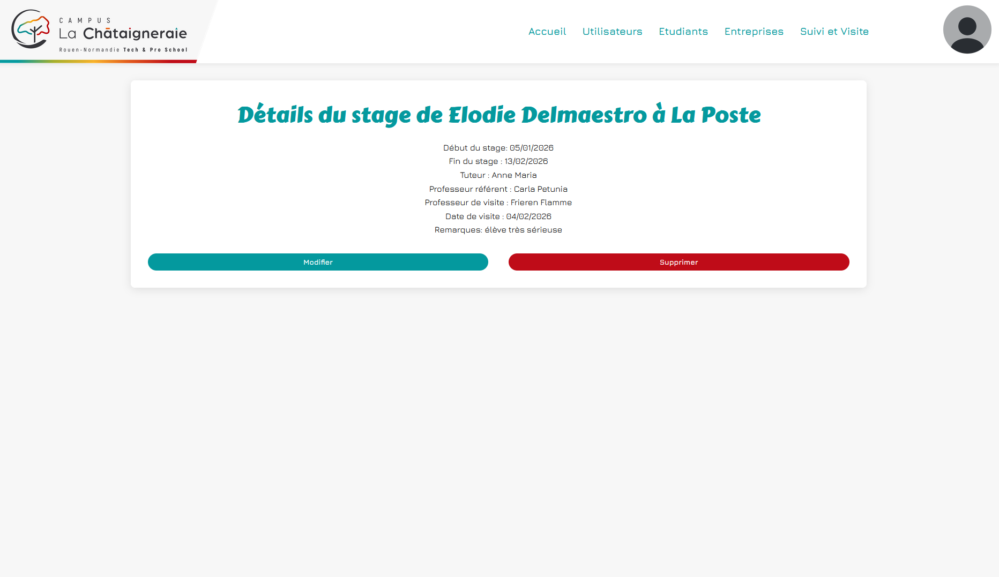 CAMPUS
La Châtaigneraie
Rouen-Normandie Tech & Pro School
Accueil Utilisateurs Etudiants Entreprises Suivi et Visite
Détails du stage de Elodie Delmaestro à La Poste
Début du stage: 05/01/2026
Fin du stage : 13/02/2026
Tuteur : Anne Maria
Professeur référent : Carla Petunia
Professeur de visite : Frieren Flamme
Date de visite : 04/02/2026
Remarques: élève très sérieuse
Modifier Supprimer